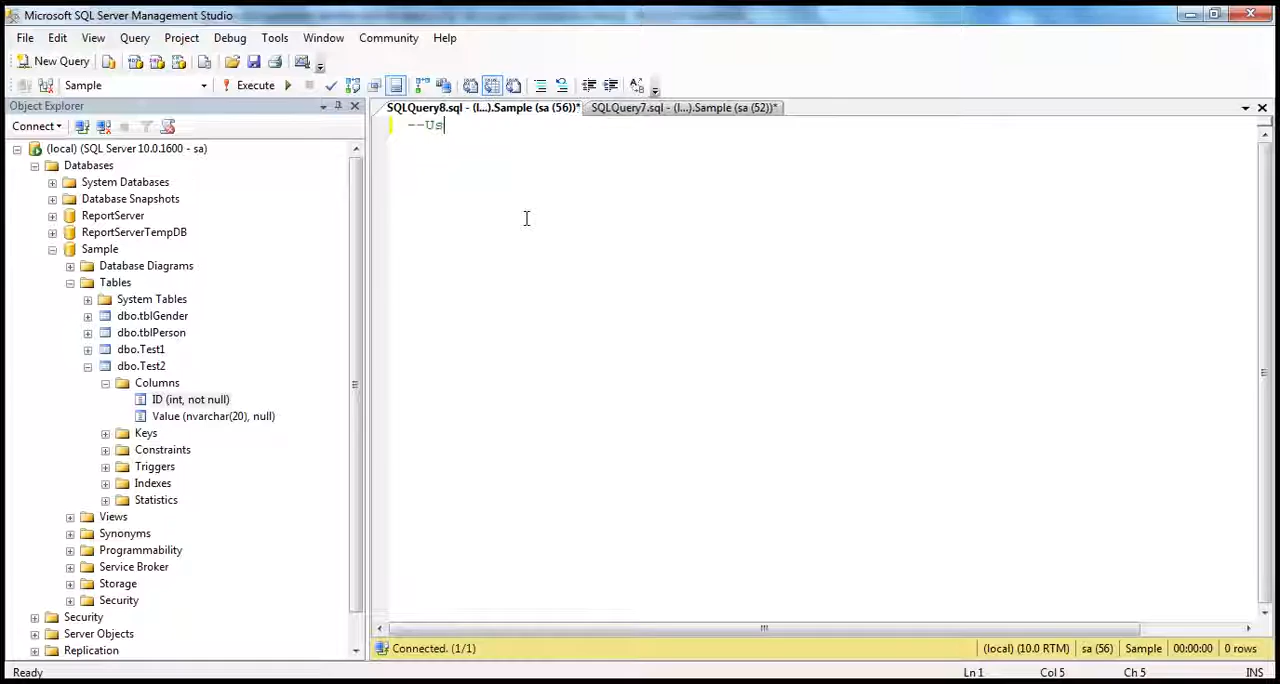 Microsoft SQL Server Management Studio
File Edit View Query Project Debug Tools Window Community Help
New Query
Sample Execute
Object Explorer
SQLQuery8.sql - (l...).Sample (sa (56))* SQLQuery7.sql - (l...).Sample (sa (52))*
Connect
--Us
(local) (SQL Server 10.0.1600 - sa)
Databases
System Databases
Database Snapshots
ReportServer
ReportServerTempDB
Sample
Database Diagrams
Tables
System Tables
dbo.tblGender
dbo.tblPerson
dbo.Test1
dbo.Test2
Columns
ID (int, not null)
Value (nvarchar(20), null)
Keys
Constraints
Triggers
Indexes
Statistics
Views
Synonyms
Programmability
Service Broker
Storage
Security
Security
Server Objects
Replication
Connected. (1/1) (local) (10.0 RTM) sa (56) Sample 00:00:00 0 rows
Ready Ln 1 Col 5 Ch 5 INS